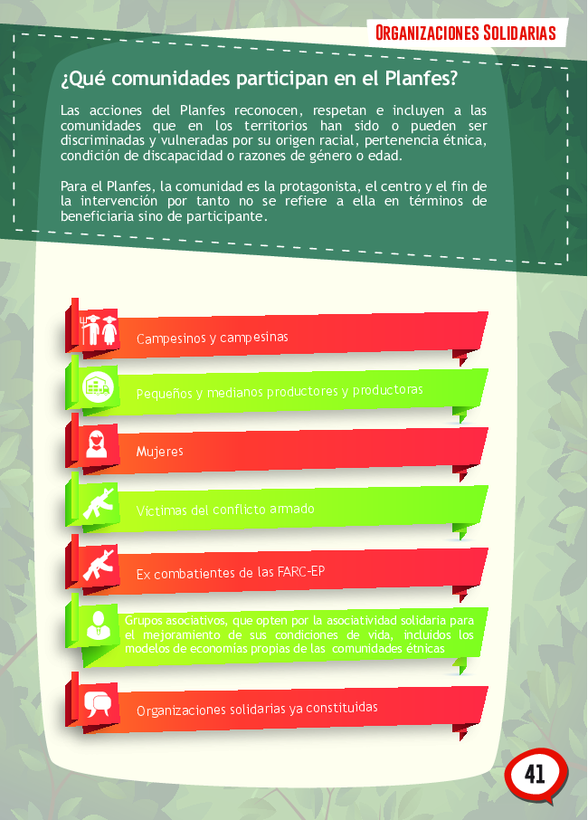 Organizaciones Solidarias
¿Qué comunidades participan en el Planfes?
Las acciones del Planfes reconocen, respetan e incluyen a las
comunidades que en los territorios han sido o pueden ser
discriminadas y vulneradas por su origen racial, pertenencia étnica,
condición de discapacidad o razones de género o edad.
Para el Planfes, la comunidad es la protagonista, el centro y el fin de
la intervención por tanto no se refiere a ella en términos de
beneficiaria sino de participante.
Campesinos y campesinas
Pequeños y medianos productores y productoras
Mujeres
Víctimas del conflicto armado
Ex combatientes de las FARC-EP
Grupos asociativos, que opten por la asociatividad solidaria para
el mejoramiento de sus condiciones de vida, incluidos los
modelos de economías propias de las comunidades étnicas
Organizaciones solidarias ya constituidas
41